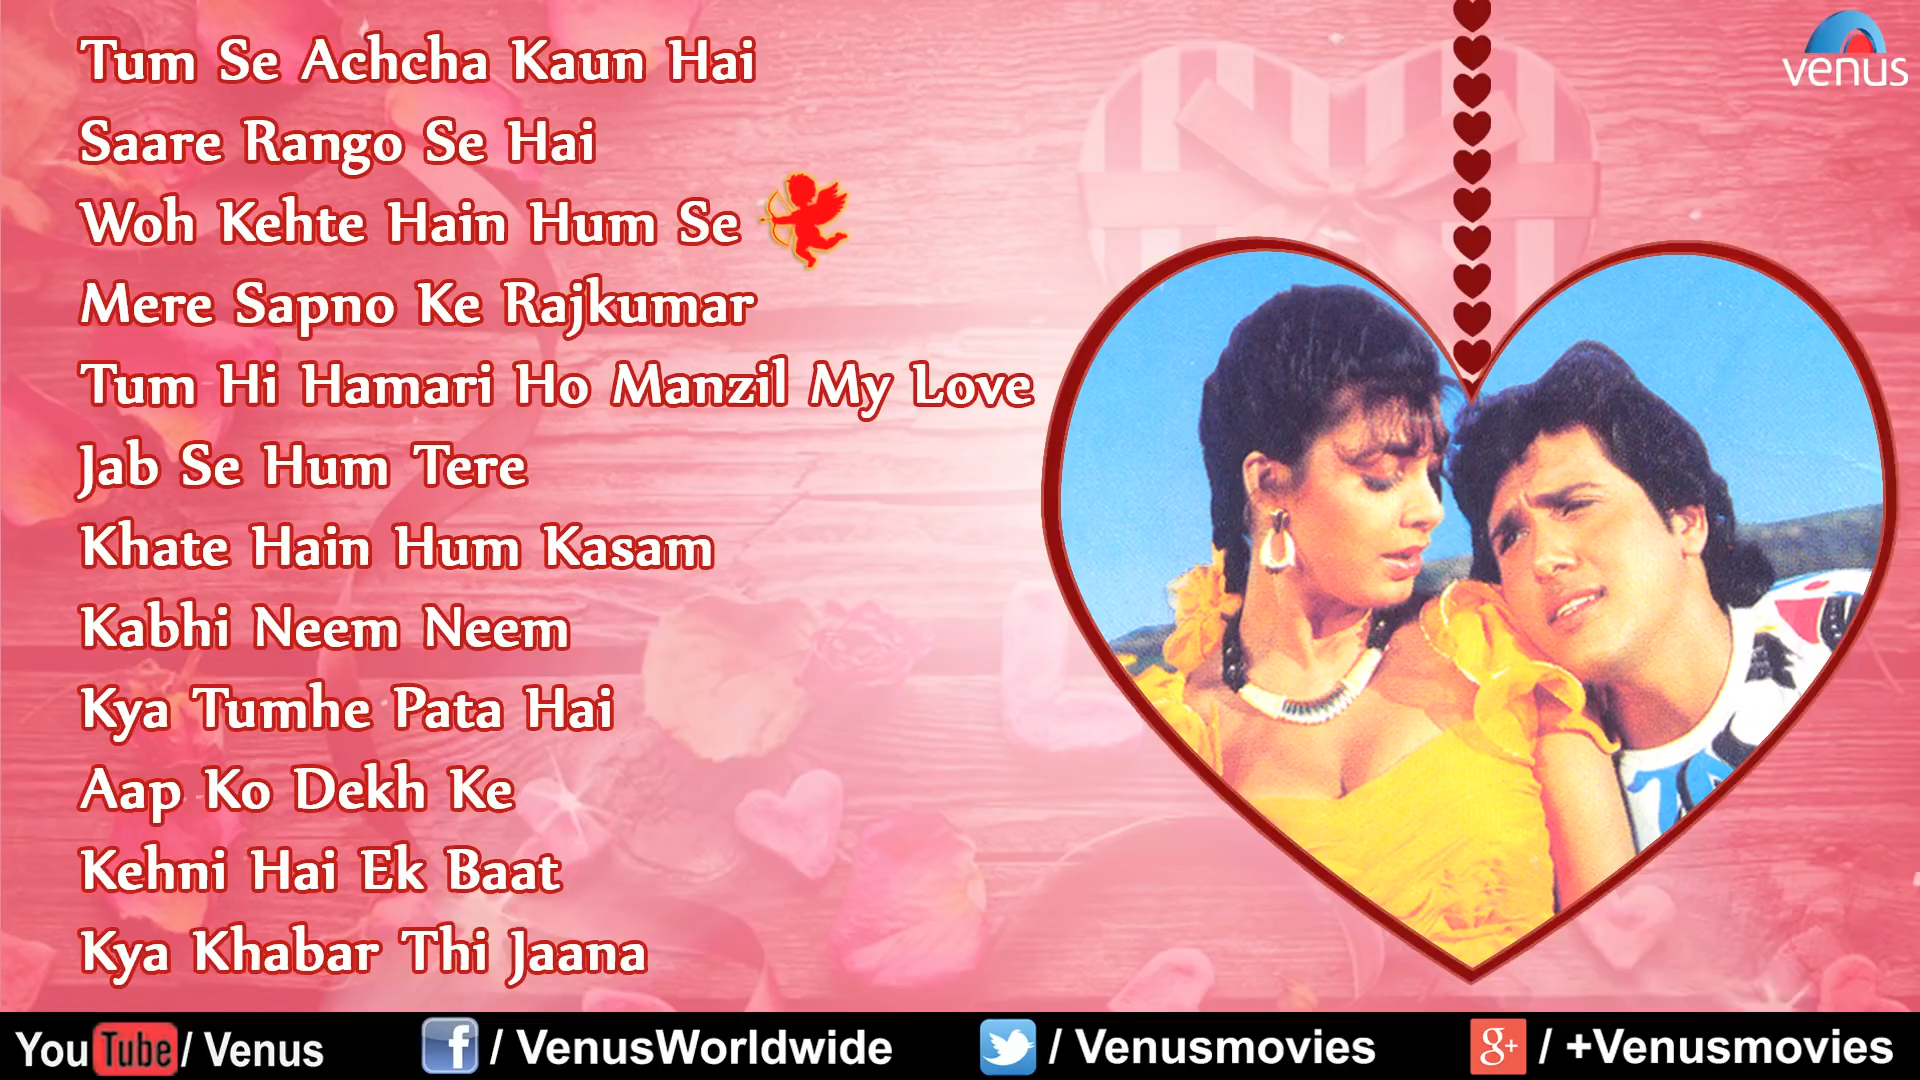 Tum Se Achcha Kaun Hai
Saare Rango Se Hai
Woh Kehte Hain Hum Se
Mere Sapno Ke Rajkumar
Tum Hi Hamari Ho Manzil My Love
Jab Se Hum Tere
Khate Hain Hum Kasam
Kabhi Neem Neem
Kya Tumhe Pata Hai
Aap Ko Dekh Ke
Kehni Hai Ek Baat
Kya Khabar Thi Jaana
venus
YouTube / Venus
f / VenusWorldwide
/ Venusmovies
g+ / +Venusmovies